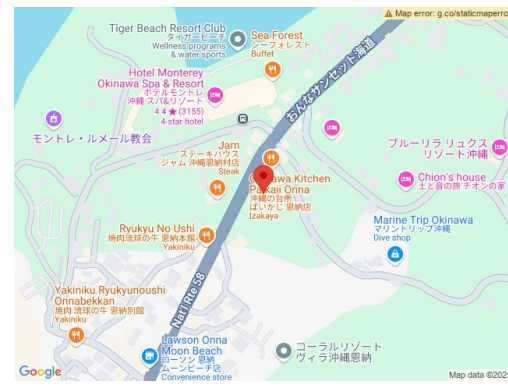 Map error: g.co/staticmaperro
Tiger Beach Resort Club
タイガービーチ
Wellness programs
& water sports
Sea Forest
シーフォレスト
Buffet
おんなサンセット海道
Hotel Monterey
Okinawa Spa & Resort
ホテルモントレ
沖縄 スパ&リゾート
4.4★(3155)
4-star hotel
モントレ・ルメール教会
Jam
ステーキハウス
ジャム 沖縄恩納村店
Steak
ブルーリラ リュクス
リゾート沖縄
Kitchen
Onna
沖縄の台所
ぱいかじ 恩納店
Izakaya
Chion's house
土と音の旅 チオンの家
Ryukyu No Ushi
焼肉 琉球の牛 恩納本館
Yakiniku
Marine Trip Okinawa
マリントリップ沖縄
Dive shop
Yakiniku Ryukyunoushi
Onnabekkan
焼肉 琉球の牛 恩納別館
Yakiniku
Nat'l Rte 58
Lawson Onna
Moon Beach
ローソン 恩納
ムーンビーチ店
Convenience store
コーラルリゾート
ヴィラ沖縄恩納
Google
Map data ©2025